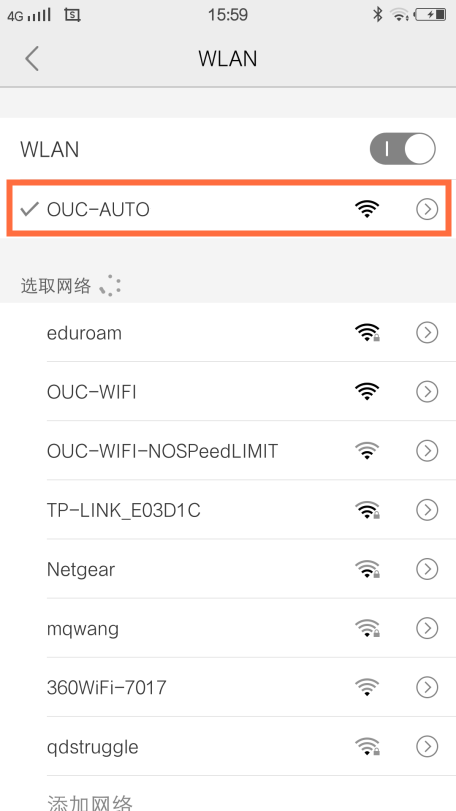 4G 15:59
WLAN
WLAN
OUC-AUTO
选取网络
eduroam
OUC-WIFI
OUC-WIFI-NOSPeedLIMIT
TP-LINK_E03D1C
Netgear
mqwang
360WiFi-7017
qdstruggle
添加网络